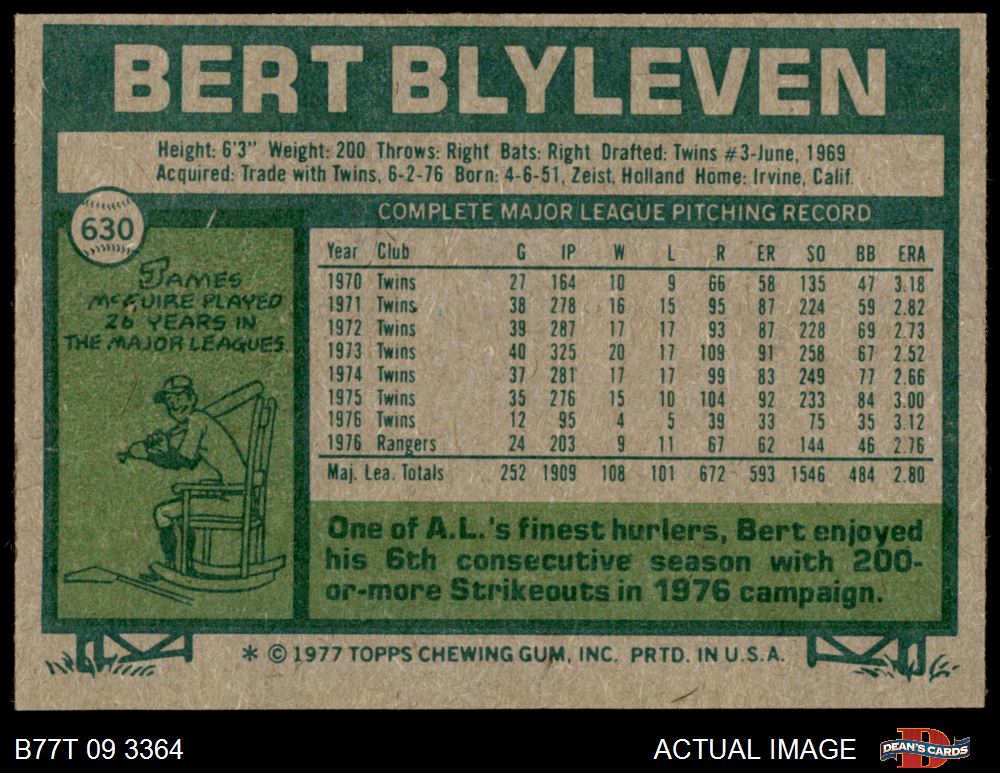 BERT BLYLEVEN
Height: 6'3" Weight: 200 Throws: Right Bats: Right Drafted: Twins #3-June, 1969
Acquired: Trade with Twins, 6-2-76 Born: 4-6-51, Zeist, Holland Home: Irvine, Calif.
630
JAMES
McGUIRE PLAYED
26 YEARS IN
THE MAJOR LEAGUES
COMPLETE MAJOR LEAGUE PITCHING RECORD
Year Club G IP W L R ER SO BB ERA
1970 Twins 27 164 10 9 66 58 135 47 3.18
1971 Twins 38 278 16 15 95 87 224 59 2.82
1972 Twins 39 287 17 17 93 87 228 69 2.73
1973 Twins 40 325 20 17 109 91 258 67 2.52
1974 Twins 37 281 17 17 99 83 249 77 2.66
1975 Twins 35 276 15 10 104 92 233 84 3.00
1976 Twins 12 95 4 5 39 33 75 35 3.12
1976 Rangers 24 203 9 11 67 62 144 46 2.76
Maj. Lea. Totals 252 1909 108 101 672 593 1546 484 2.80
One of A.L.'s finest hurlers, Bert enjoyed
his 6th consecutive season with 200-
or-more Strikeouts in 1976 campaign.
* © 1977 TOPPS CHEWING GUM, INC. PRTD. IN U.S.A.
B77T 09 3364
ACTUAL IMAGE
DEAN'S CARDS